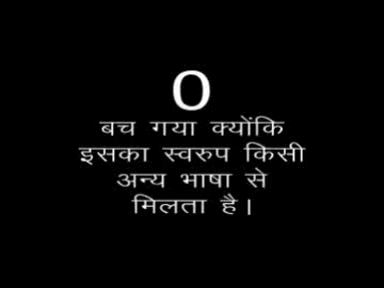 O
बच गया क्योंकि
इसका स्वरुप किसी
अन्य भाषा से
मिलता है।